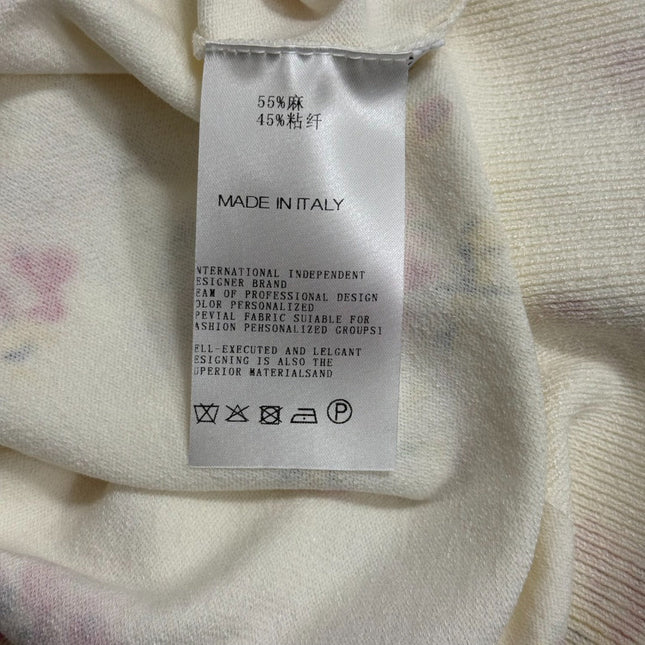 55%麻
45%粘纤
MADE IN ITALY
NTERNATIONAL INDEPENDENT
ESIGNER BRAND
EAM OF PROFESSIONAL DESIGN
OLOR PERSONALIZED
PEVIAL FABRIC SUIABLE FOR
ASHION PEHSONALIZED GROUPS1
ELL-EXECUTED AND LELGANT
ESIGNING IS ALSO THE
UPERIOR MATERIALSAND
P